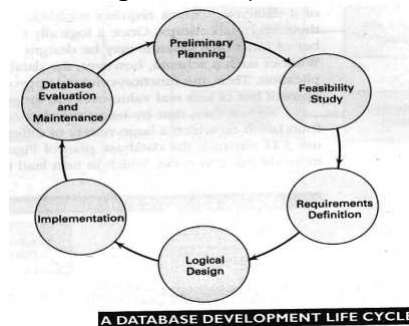 Preliminary
Planning
Feasibility
Study
Requirements
Definition
Logical
Design
Implementation
Database
Evaluation
and
Maintenance
A DATABASE DEVELOPMENT LIFE CYCLE